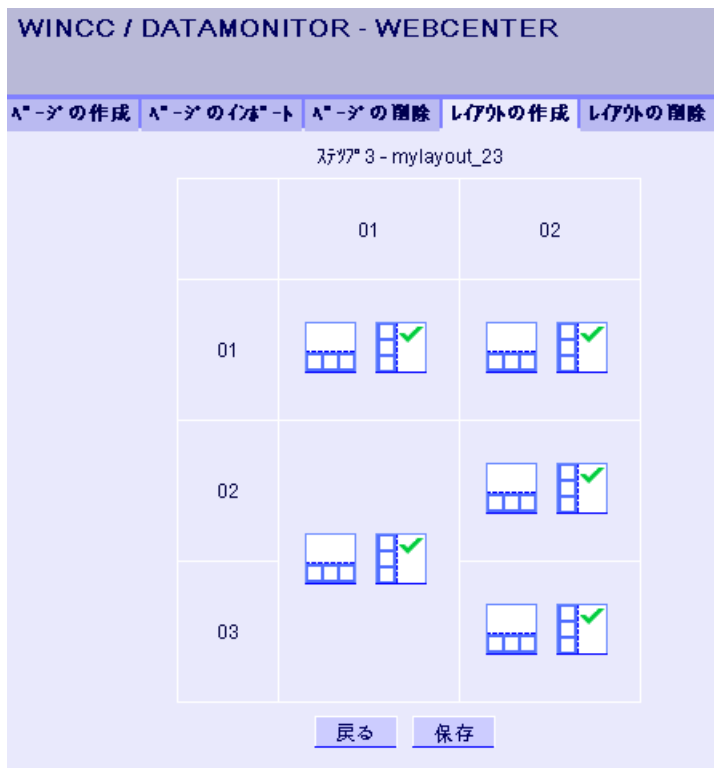 WINCC / DATAMONITOR - WEBCENTER
ﾍﾟｰｼﾞの作成 ﾍﾟｰｼﾞのｲﾝﾎﾟｰﾄ ﾍﾟｰｼﾞの削除 ﾚｲｱｳﾄの作成 ﾚｲｱｳﾄの削除
ｽﾃｯﾌﾟ3 - mylayout_23
01 02
01
02
03
戻る 保存